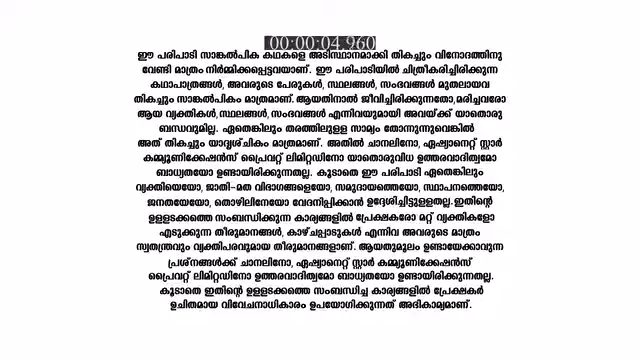 00:00:04.960
ഈ പരിപാടി സാങ്കൽപിക കഥകളെ അടിസ്ഥാനമാക്കി തികച്ചും വിനോദത്തിനു
വേണ്ടി മാത്രം നിർമ്മിക്കപ്പെട്ടവയാണ്. ഈ പരിപാടിയിൽ ചിത്രീകരിച്ചിരിക്കുന്ന
കഥാപാത്രങ്ങൾ, അവരുടെ പേരുകൾ, സ്ഥലങ്ങൾ, സംഭവങ്ങൾ മുതലായവ
തികച്ചും സാങ്കൽപികം മാത്രമാണ്. ആയതിനാൽ ജീവിച്ചിരിക്കുന്നതോ,മരിച്ചവരോ
ആയ വ്യക്തികൾ,സ്ഥലങ്ങൾ,സംഭവങ്ങൾ എന്നിവയുമായി അവയ്ക്ക് യാതൊരു
ബന്ധവുമില്ല. ഏതെങ്കിലും തരത്തിലുളള സാമ്യം തോന്നുന്നുവെങ്കിൽ
അത് തികച്ചും യാദൃശ്ചികം മാത്രമാണ്. അതിൽ ചാനലിനോ, ഏഷ്യാനെറ്റ് സ്റ്റാർ
കമ്മ്യൂണിക്കേഷൻസ് പ്രൈവറ്റ് ലിമിറ്റഡിനോ യാതൊരുവിധ ഉത്തരവാദിത്വമോ
ബാധ്യതയോ ഉണ്ടായിരിക്കുന്നതല്ല. കൂടാതെ ഈ പരിപാടി ഏതെങ്കിലും
വ്യക്തിയെയോ, ജാതി-മത വിഭാഗങ്ങളെയോ, സമുദായത്തെയോ, സ്ഥാപനത്തെയോ,
ജനതയേയോ, തൊഴിലിനേയോ വേദനിപ്പിക്കാൻ ഉദ്ദേശിച്ചിട്ടുളളതല്ല.ഇതിന്റെ
ഉളളടക്കത്തെ സംബന്ധിക്കുന്ന കാര്യങ്ങളിൽ പ്രേക്ഷകരോ മറ്റ് വ്യക്തികളോ
എടുക്കുന്ന തീരുമാനങ്ങൾ, കാഴ്ചപ്പാടുകൾ എന്നിവ അവരുടെ മാത്രം
സ്വതന്ത്രവും വ്യക്തിപരവുമായ തീരുമാനങ്ങളാണ്. ആയതുമൂലം ഉണ്ടായേക്കാവുന്ന
പ്രശ്നങ്ങൾക്ക് ചാനലിനോ, ഏഷ്യാനെറ്റ് സ്റ്റാർ കമ്മ്യൂണിക്കേഷൻസ്
പ്രൈവറ്റ് ലിമിറ്റഡിനോ ഉത്തരവാദിത്വമോ ബാധ്യതയോ ഉണ്ടായിരിക്കുന്നതല്ല.
കൂടാതെ ഇതിന്റെ ഉളളടക്കത്തെ സംബന്ധിച്ച കാര്യങ്ങളിൽ പ്രേക്ഷകർ
ഉചിതമായ വിവേചനാധികാരം ഉപയോഗിക്കുന്നത് അഭികാമ്യമാണ്.